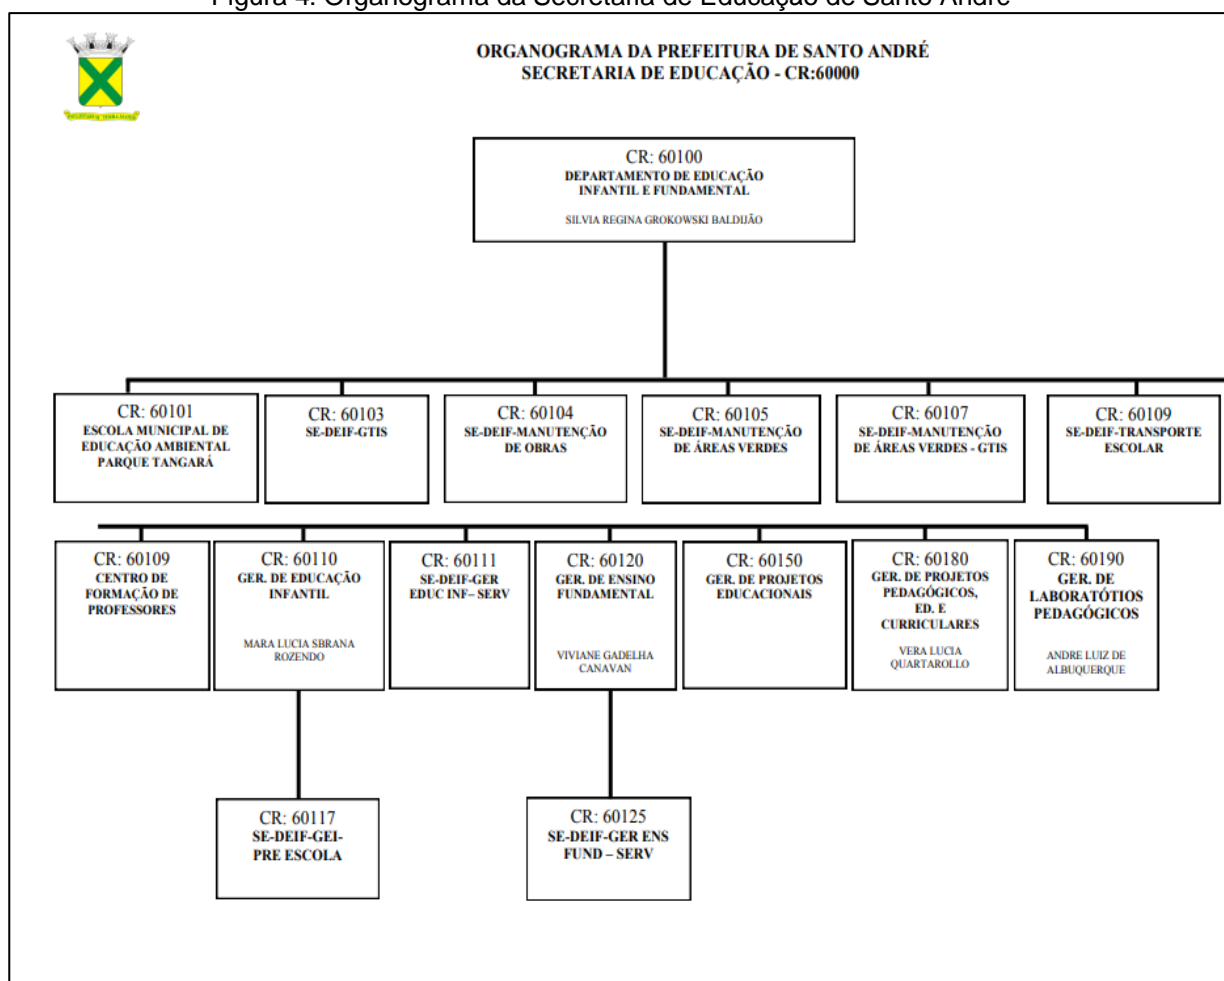 Figura 4: Organograma da Secretaria de Educação de Santo André
ORGANOGRAMA DA PREFEITURA DE SANTO ANDRÉ
SECRETARIA DE EDUCAÇÃO - CR:60000
CR: 60100
DEPARTAMENTO DE EDUCAÇÃO
INFANTIL E FUNDAMENTAL
SILVIA REGINA GROKOWSKI BALDIJÃO
CR: 60101
ESCOLA MUNICIPAL DE
EDUCAÇÃO AMBIENTAL
PARQUE TANGARÁ
CR: 60103
SE-DEIF-GTIS
CR: 60104
SE-DEIF-MANUTENÇÃO
DE OBRAS
CR: 60105
SE-DEIF-MANUTENÇÃO
DE ÁREAS VERDES
CR: 60107
SE-DEIF-MANUTENÇÃO
DE ÁREAS VERDES - GTIS
CR: 60109
SE-DEIF-TRANSPORTE
ESCOLAR
CR: 60109
CENTRO DE
FORMAÇÃO DE
PROFESSORES
CR: 60110
GER. DE EDUCAÇÃO
INFANTIL
MARA LUCIA SBRANA
ROZENDO
CR: 60111
SE-DEIF-GER
EDUC INF– SERV
CR: 60120
GER. DE ENSINO
FUNDAMENTAL
VIVIANE GADELHA
CANAVAN
CR: 60150
GER. DE PROJETOS
EDUCACIONAIS
CR: 60180
GER. DE PROJETOS
PEDAGÓGICOS,
ED. E
CURRICULARES
VERA LUCIA
QUARTAROLLO
CR: 60190
GER. DE
LABORATÓTIOS
PEDAGÓGICOS
ANDRE LUIZ DE
ALBUQUERQUE
CR: 60117
SE-DEIF-GEI-
PRE ESCOLA
CR: 60125
SE-DEIF-GER ENS
FUND – SERV